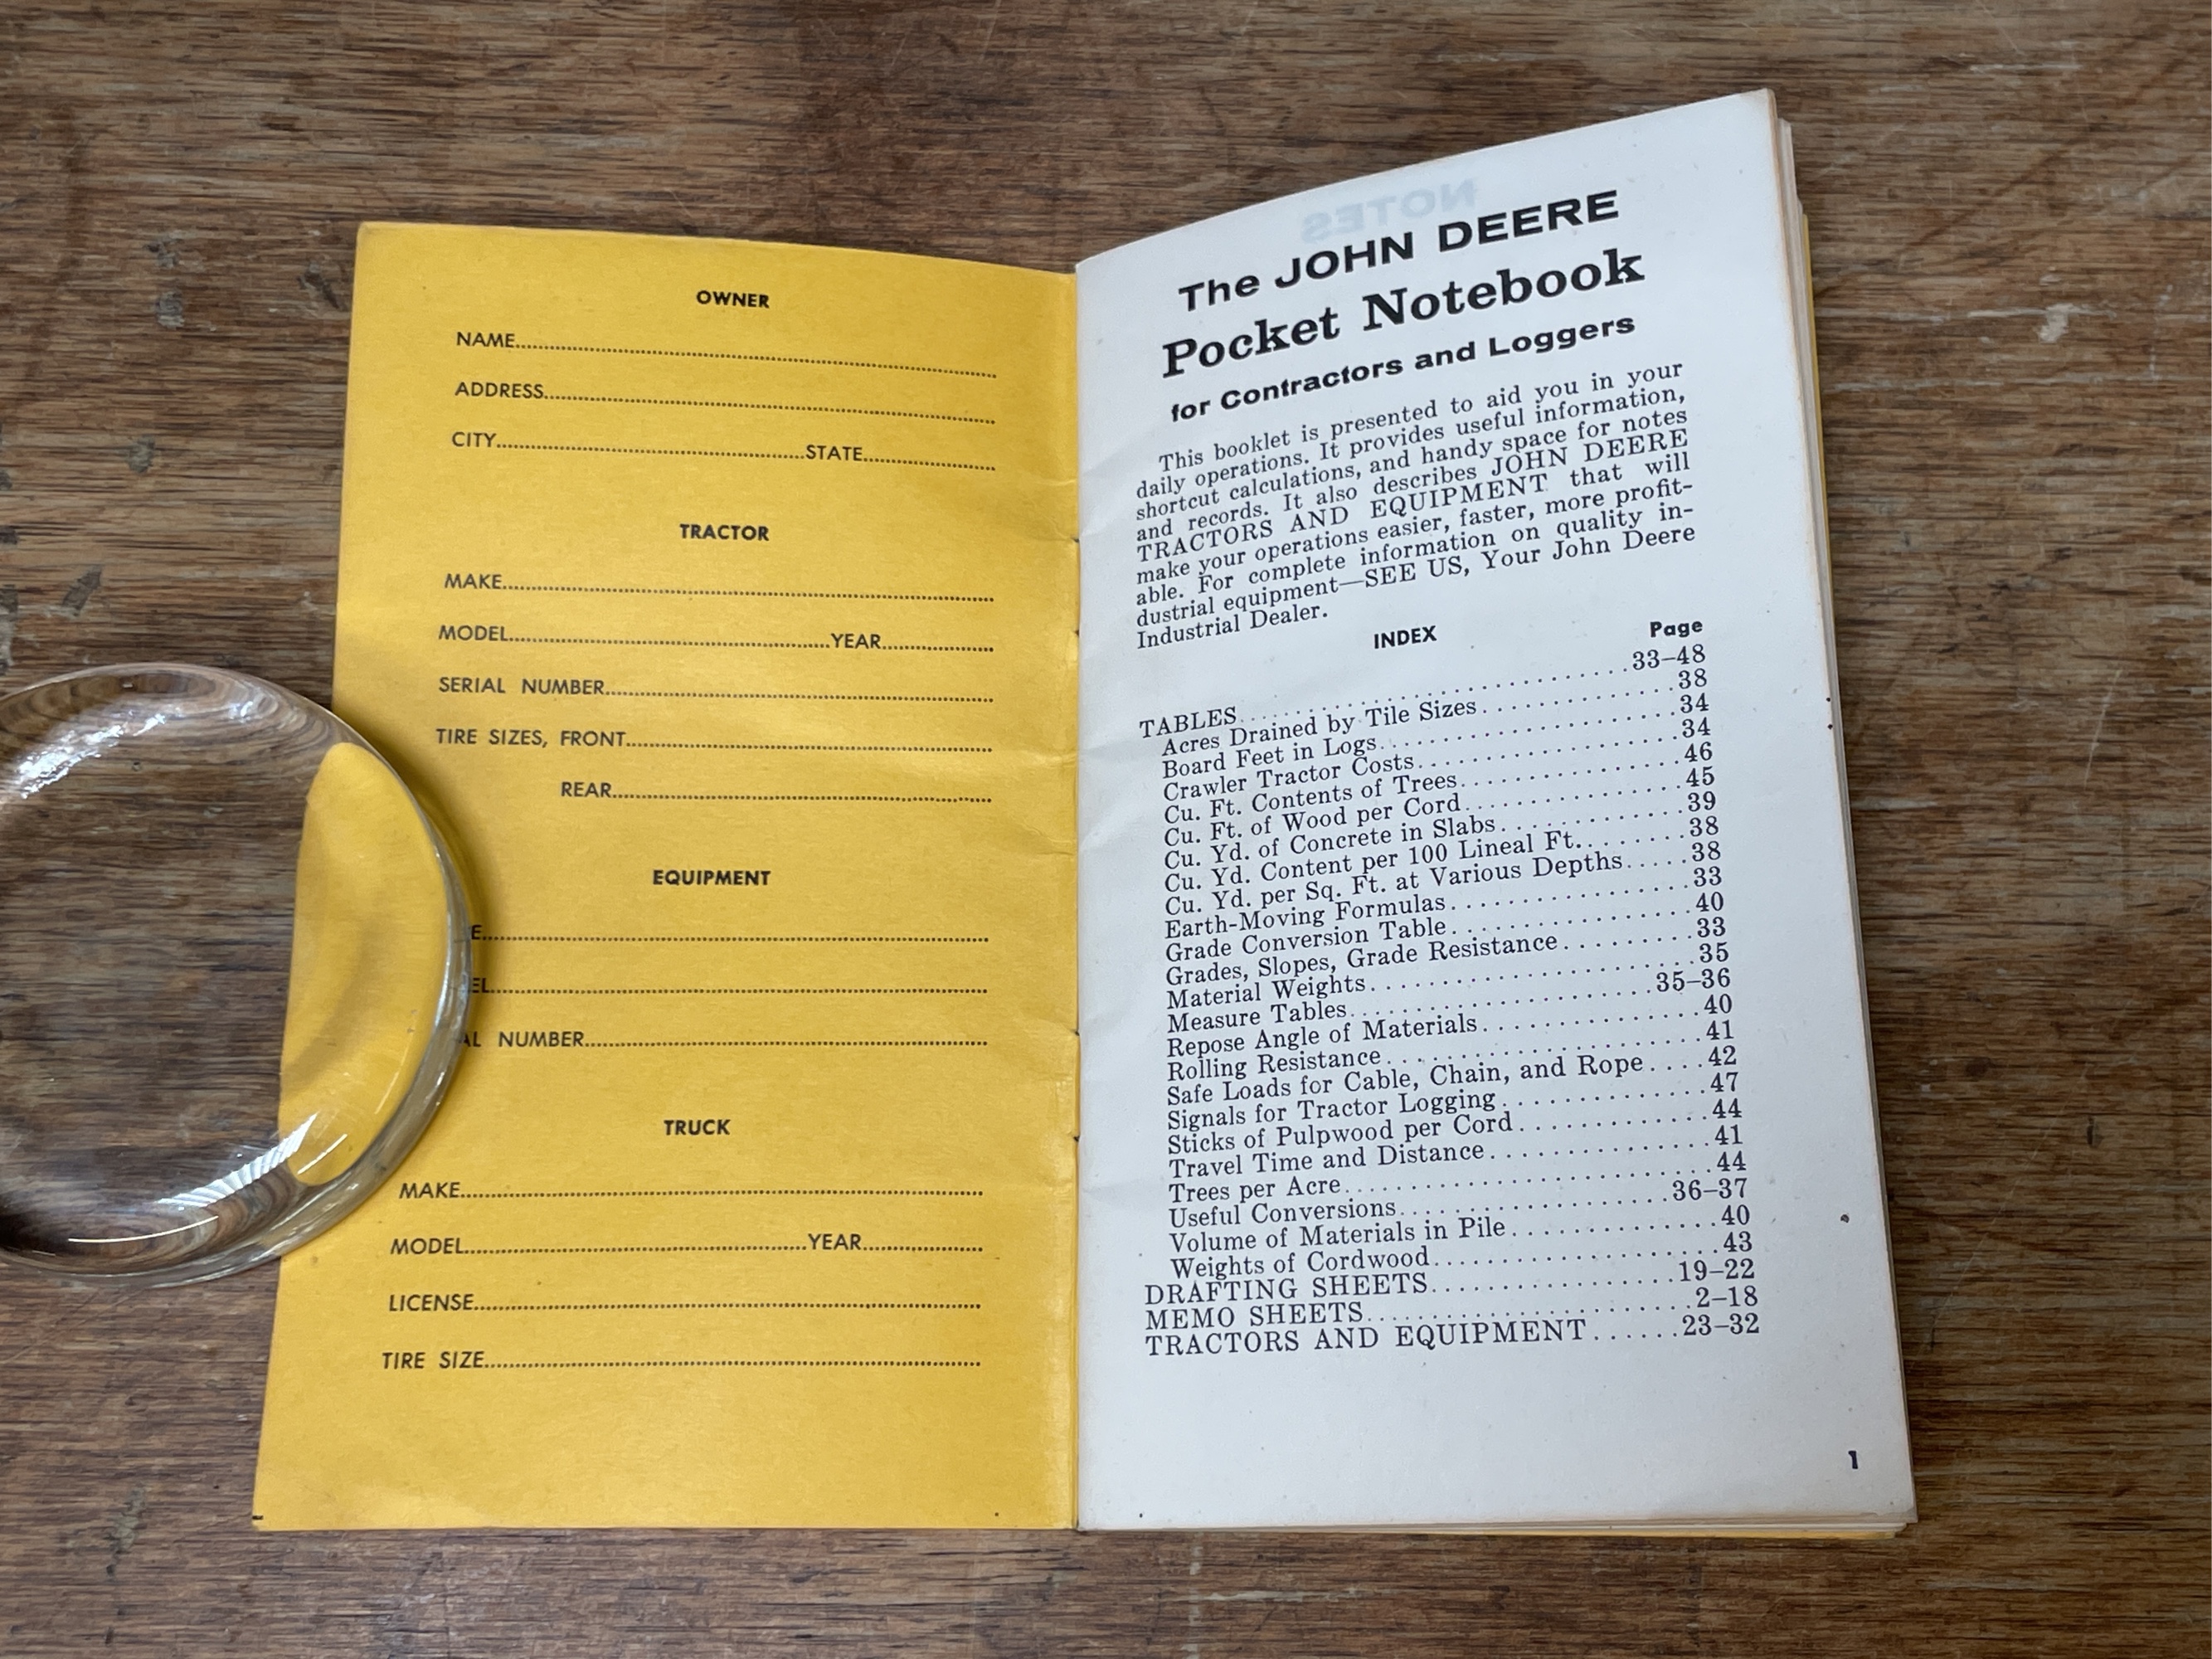 OWNER
NAME
ADDRESS
CITY STATE
TRACTOR
MAKE
MODEL YEAR
SERIAL NUMBER
TIRE SIZES, FRONT
REAR
EQUIPMENT
NUMBER
TRUCK
MAKE
MODEL YEAR
LICENSE
TIRE SIZE
The JOHN DEERE
Pocket Notebook
for Contractors and Loggers
This booklet is presented to aid you in your
daily operations. It provides useful information,
shortcut calculations, and handy space for notes
and records. It also describes JOHN DEERE
TRACTORS AND EQUIPMENT that will
make your operations easier, faster, more profit-
able. For complete information on quality in-
dustrial equipment—SEE US, Your John Deere
Industrial Dealer.
INDEX Page
TABLES 33–48
Acres Drained by Tile Sizes 38
Board Feet in Logs 34
Crawler Tractor Costs 34
Cu. Ft. Contents of Trees 46
Cu. Ft. of Wood per Cord 45
Cu. Yd. of Concrete in Slabs 39
Cu. Yd. Content per 100 Lineal Ft. 38
Cu. Yd. per Sq. Ft. at Various Depths 38
Earth-Moving Formulas 33
Grade Conversion Table 40
Grades, Slopes, Grade Resistance 33
Material Weights 35
Measure Tables 35–36
Repose Angle of Materials 40
Rolling Resistance 41
Safe Loads for Cable, Chain, and Rope 42
Signals for Tractor Logging 47
Sticks of Pulpwood per Cord 44
Travel Time and Distance 41
Trees per Acre 44
Useful Conversions 36–37
Volume of Materials in Pile 40
Weights of Cordwood 43
DRAFTING SHEETS 19–22
MEMO SHEETS 2–18
TRACTORS AND EQUIPMENT 23–32
1